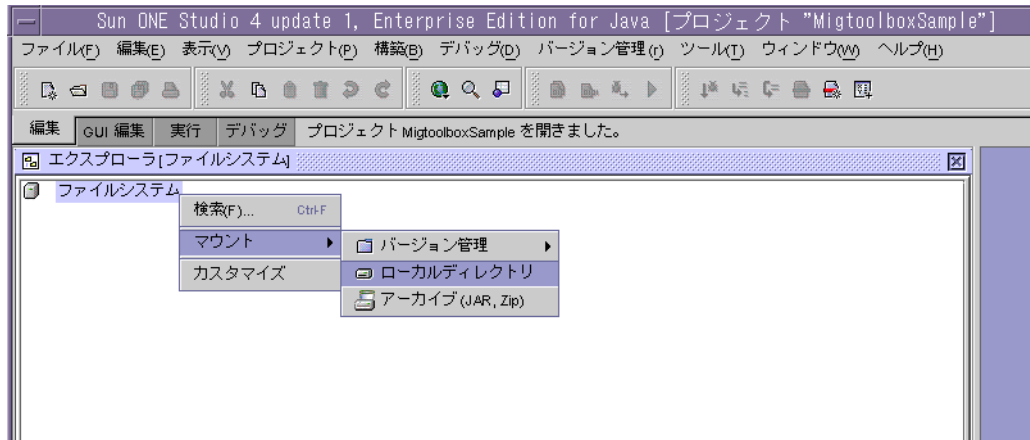 Sun ONE Studio 4 update 1, Enterprise Edition for Java [プロジェクト "MigtoolboxSample"]
ファイル(F) 編集(E) 表示(V) プロジェクト(P) 構築(B) デバッグ(D) バージョン管理(r) ツール(T) ウィンドウ(W) ヘルプ(H)
編集 GUI 編集 実行 デバッグ プロジェクト MigtoolboxSample を開きました。
エクスプローラ[ファイルシステム]
ファイルシステム
検索(F)... Ctrl-F
マウント
バージョン管理
カスタマイズ
ローカルディレクトリ
アーカイブ (JAR, Zip)